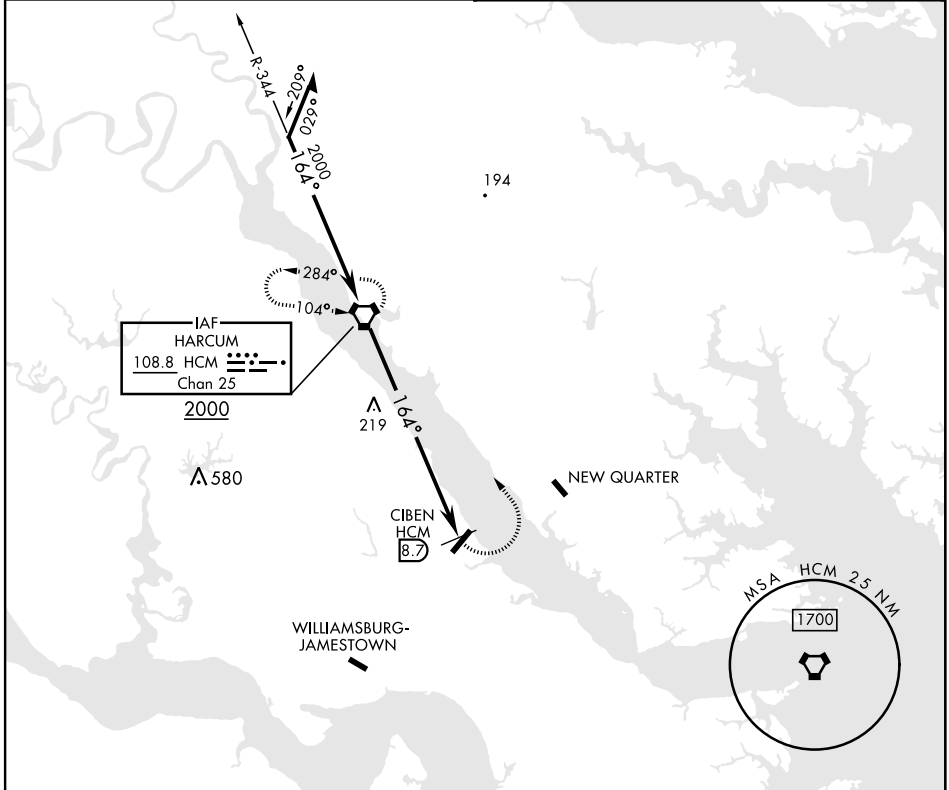 R-344
209°
029°
2000
164°
194
284°
104°
IAF
HARCUM
108.8 HCM
Chan 25
2000
219
164°
580
NEW QUARTER
CIBEN
HCM
8.7
WILLIAMSBURG-
JAMESTOWN
MSA HCM 25 NM
1700